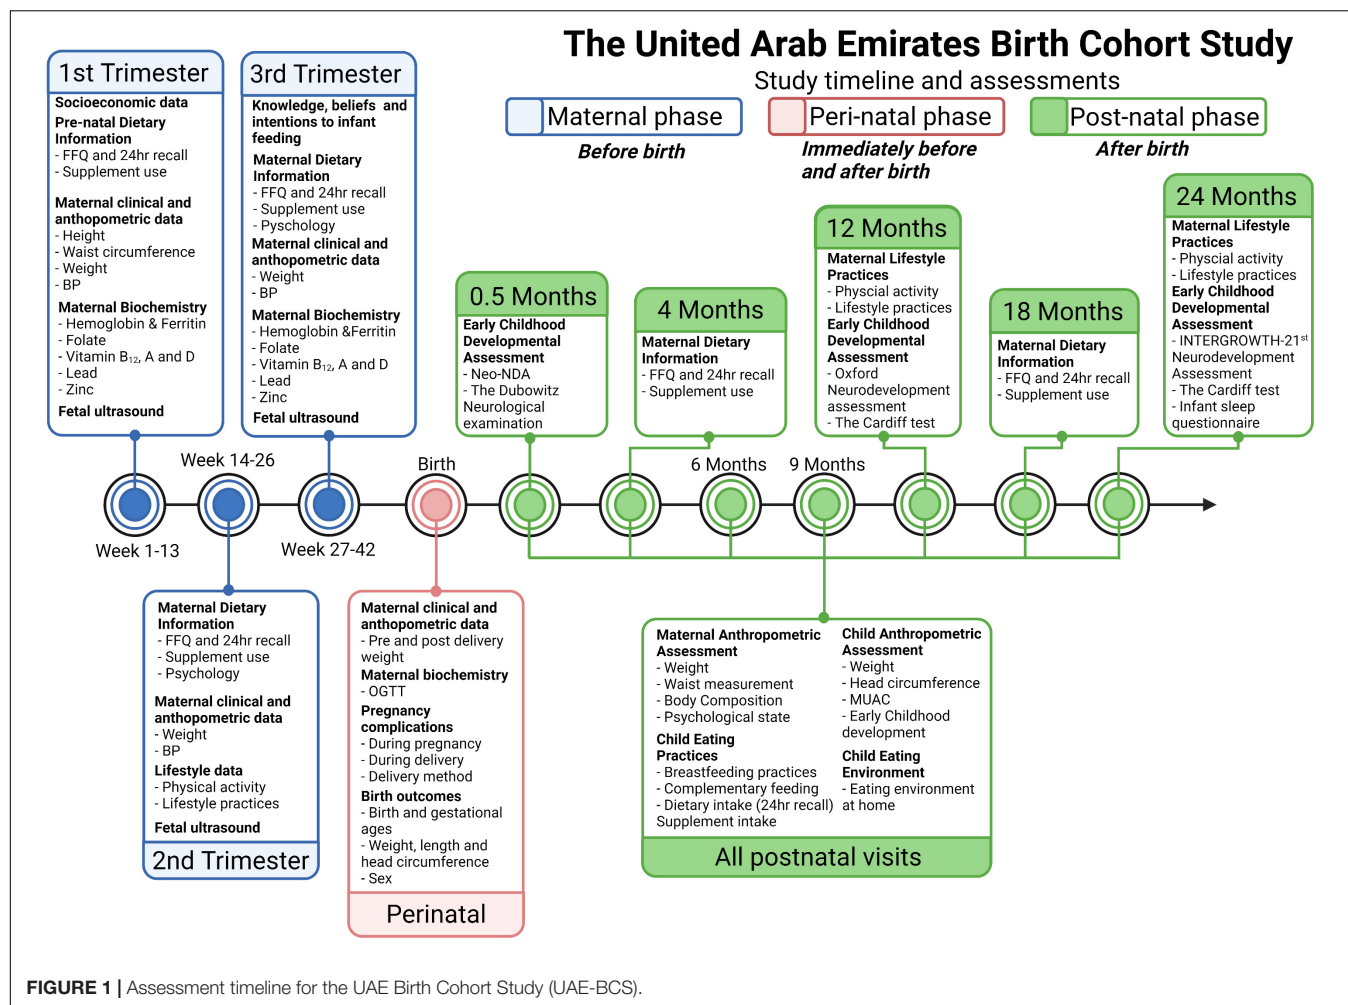 The United Arab Emirates Birth Cohort Study
Study timeline and assessments
Maternal phase
Before birth
Peri-natal phase
Immediately before
and after birth
Post-natal phase
After birth
1st Trimester
Socioeconomic data
Pre-natal Dietary
Information
- FFQ and 24hr recall
- Supplement use
Maternal clinical and
anthopometric data
- Height
- Waist circumference
- Weight
- BP
Maternal Biochemistry
- Hemoglobin & Ferritin
- Folate
- Vitamin B₁₂, A and D
- Lead
- Zinc
Fetal ultrasound
3rd Trimester
Knowledge, beliefs and
intentions to infant
feeding
Maternal Dietary
Information
- FFQ and 24hr recall
- Supplement use
- Pyschology
Maternal clinical and
anthopometric data
- Weight
- BP
Maternal Biochemistry
- Hemoglobin &Ferritin
- Folate
- Vitamin B₁₂, A and D
- Lead
- Zinc
Fetal ultrasound
0.5 Months
Early Childhood
Developmental
Assessment
- Neo-NDA
- The Dubowitz
Neurological
examination
4 Months
Maternal Dietary
Information
- FFQ and 24hr recall
- Supplement use
12 Months
Maternal Lifestyle
Practices
- Physcial activity
- Lifestyle practices
Early Childhood
Developmental
Assessment
- Oxford
Neurodevelopment
assessment
- The Cardiff test
18 Months
Maternal Dietary
Information
- FFQ and 24hr recall
- Supplement use
24 Months
Maternal Lifestyle
Practices
- Physcial activity
- Lifestyle practices
Early Childhood
Developmental
Assessment
- INTERGROWTH-21ˢᵗ
Neurodevelopment
Assessment
- The Cardiff test
- Infant sleep
questionnaire
Week 1-13
Week 14-26
Week 27-42
Birth
6 Months
9 Months
Maternal Dietary
Information
- FFQ and 24hr recall
- Supplement use
- Psychology
Maternal clinical and
anthopometric data
- Weight
- BP
Lifestyle data
- Physical activity
- Lifestyle practices
Fetal ultrasound
2nd Trimester
Maternal clinical and
anthopometric data
- Pre and post delivery
weight
Maternal biochemistry
- OGTT
Pregnancy
complications
- During pregnancy
- During delivery
- Delivery method
Birth outcomes
- Birth and gestational
ages
- Weight, length and
head circumference
- Sex
Perinatal
Maternal Anthropometric
Assessment
- Weight
- Waist measurement
- Body Composition
- Psychological state
Child Eating
Practices
- Breastfeeding practices
- Complementary feeding
- Dietary intake (24hr recall)
Supplement intake
Child Anthropometric
Assessment
- Weight
- Head circumference
- MUAC
- Early Childhood
development
Child Eating
Environment
- Eating environment
at home
All postnatal visits
FIGURE 1 | Assessment timeline for the UAE Birth Cohort Study (UAE-BCS).